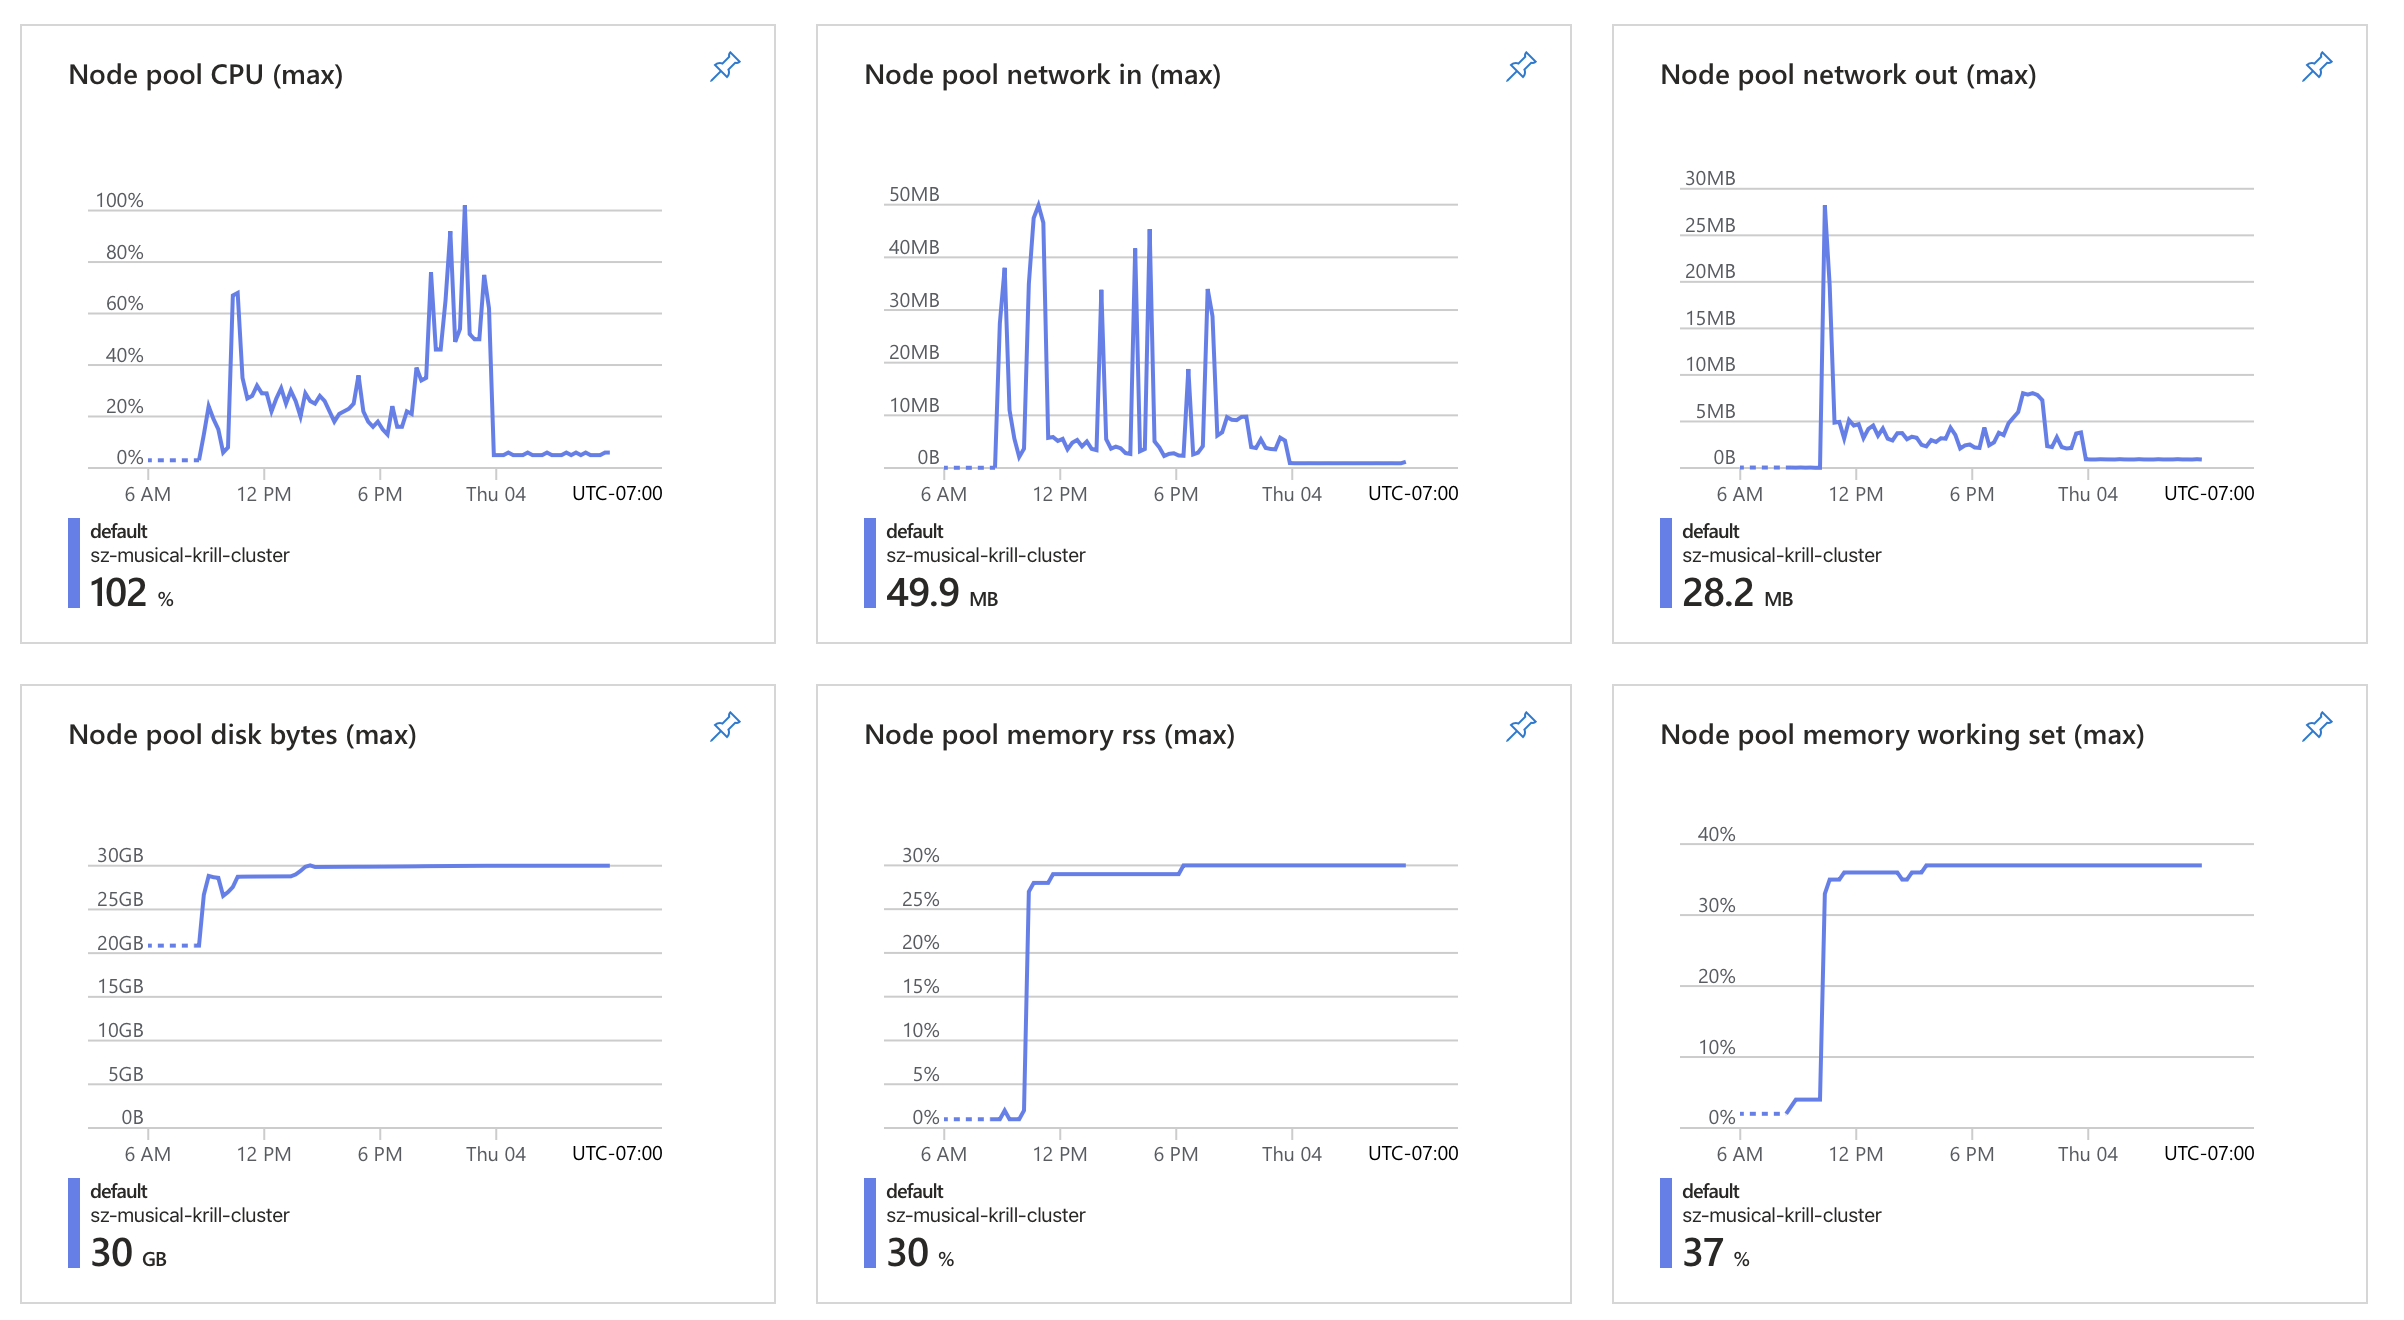 Node pool CPU (max)
100%
80%
60%
40%
20%
0%
6 AM 12 PM 6 PM Thu 04 UTC-07:00
default
sz-musical-krill-cluster
102 %
Node pool network in (max)
50MB
40MB
30MB
20MB
10MB
0B
6 AM 12 PM 6 PM Thu 04 UTC-07:00
default
sz-musical-krill-cluster
49.9 MB
Node pool network out (max)
30MB
25MB
20MB
15MB
10MB
5MB
0B
6 AM 12 PM 6 PM Thu 04 UTC-07:00
default
sz-musical-krill-cluster
28.2 MB
Node pool disk bytes (max)
30GB
25GB
20GB
15GB
10GB
5GB
0B
6 AM 12 PM 6 PM Thu 04 UTC-07:00
default
sz-musical-krill-cluster
30 GB
Node pool memory rss (max)
30%
25%
20%
15%
10%
5%
0%
6 AM 12 PM 6 PM Thu 04 UTC-07:00
default
sz-musical-krill-cluster
30 %
Node pool memory working set (max)
40%
30%
20%
10%
0%
6 AM 12 PM 6 PM Thu 04 UTC-07:00
default
sz-musical-krill-cluster
37 %